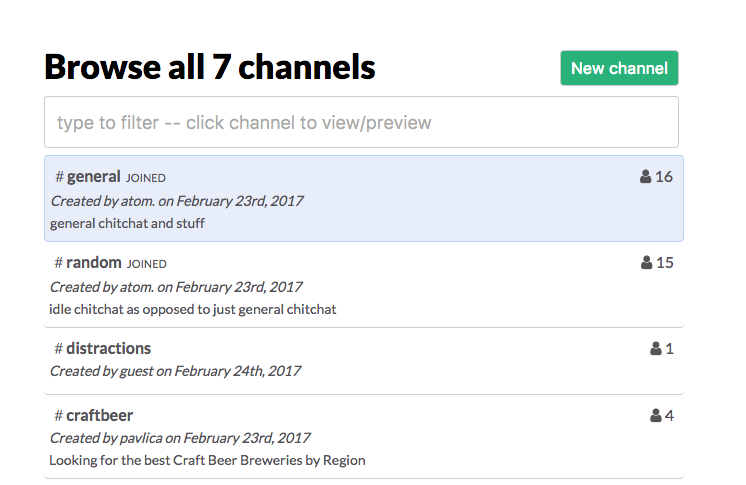 Browse all 7 channels
New channel
type to filter -- click channel to view/preview
# general JOINED 16
Created by atom. on February 23rd, 2017
general chitchat and stuff
# random JOINED 15
Created by atom. on February 23rd, 2017
idle chitchat as opposed to just general chitchat
# distractions 1
Created by guest on February 24th, 2017
# craftbeer 4
Created by pavlica on February 23rd, 2017
Looking for the best Craft Beer Breweries by Region